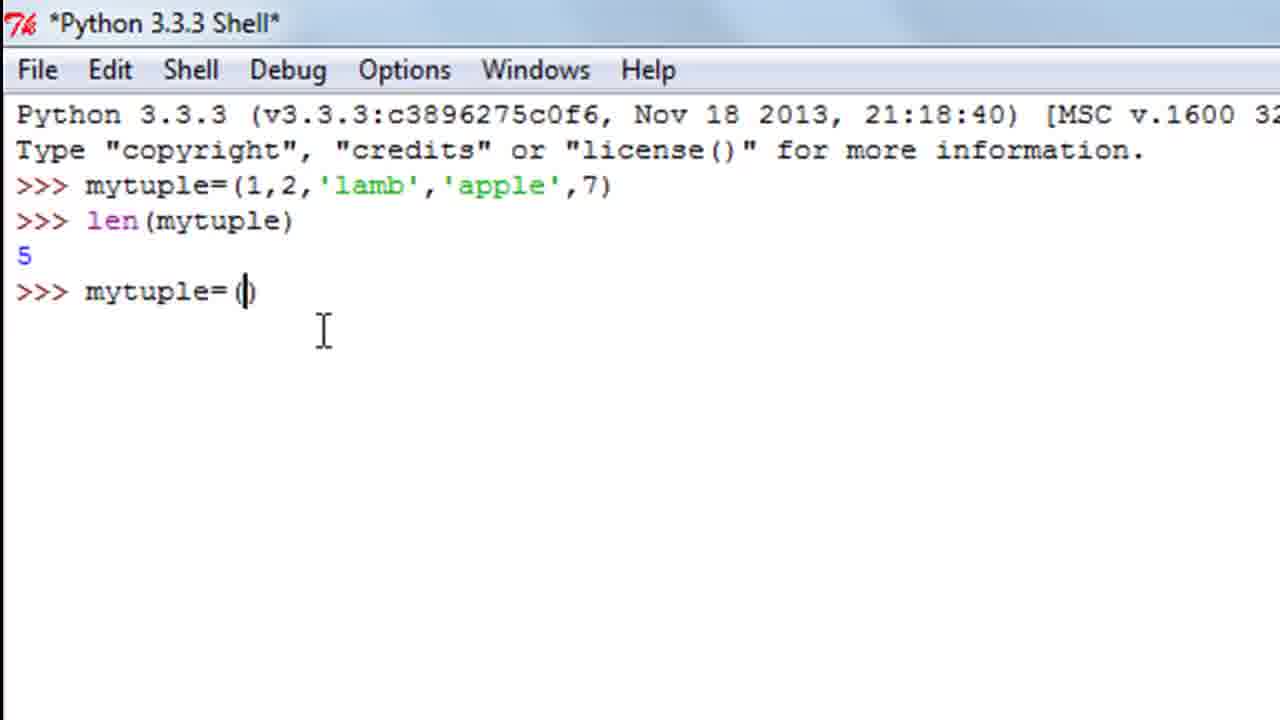 *Python 3.3.3 Shell*
File Edit Shell Debug Options Windows Help
Python 3.3.3 (v3.3.3:c3896275c0f6, Nov 18 2013, 21:18:40) [MSC v.1600 32
Type "copyright", "credits" or "license()" for more information.
>>> mytuple=(1,2,'lamb','apple',7)
>>> len(mytuple)
5
>>> mytuple=()